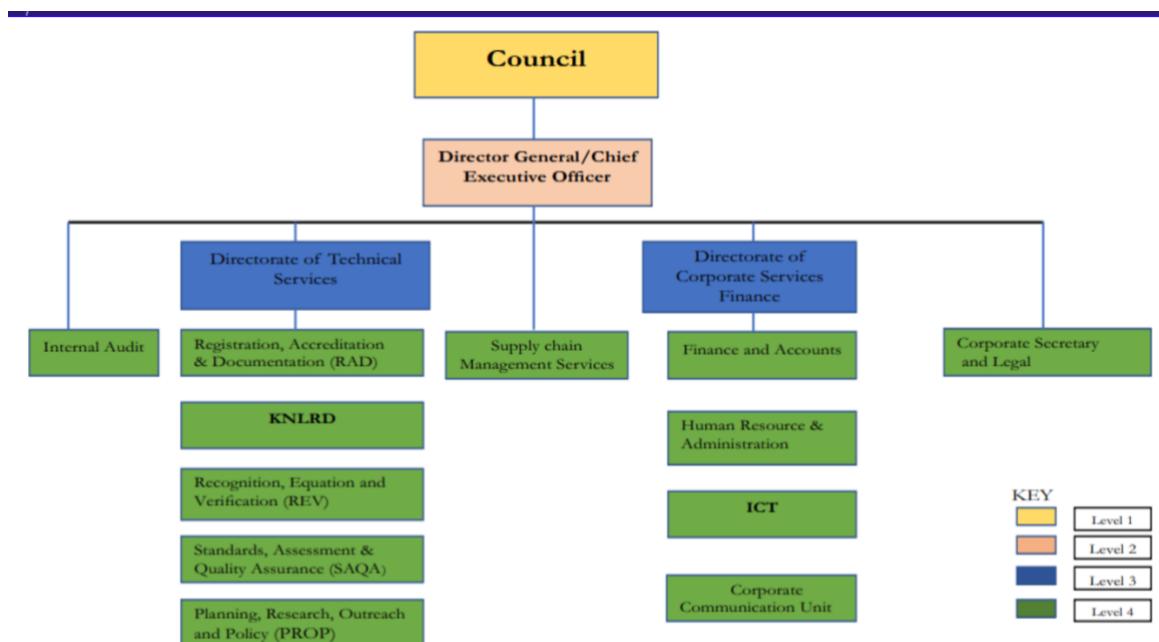 Council
Director General/Chief
Executive Officer
Directorate of Technical
Services
Directorate of
Corporate Services
Finance
Internal Audit
Registration, Accreditation
& Documentation (RAD)
Supply chain
Management Services
Finance and Accounts
Corporate Secretary
and Legal
KNLRD
Human Resource &
Administration
Recognition, Equation and
Verification (REV)
ICT
Standards, Assessment &
Quality Assurance (SAQA)
Corporate
Communication Unit
Planning, Research, Outreach
and Policy (PROP)
KEY
Level 1
Level 2
Level 3
Level 4